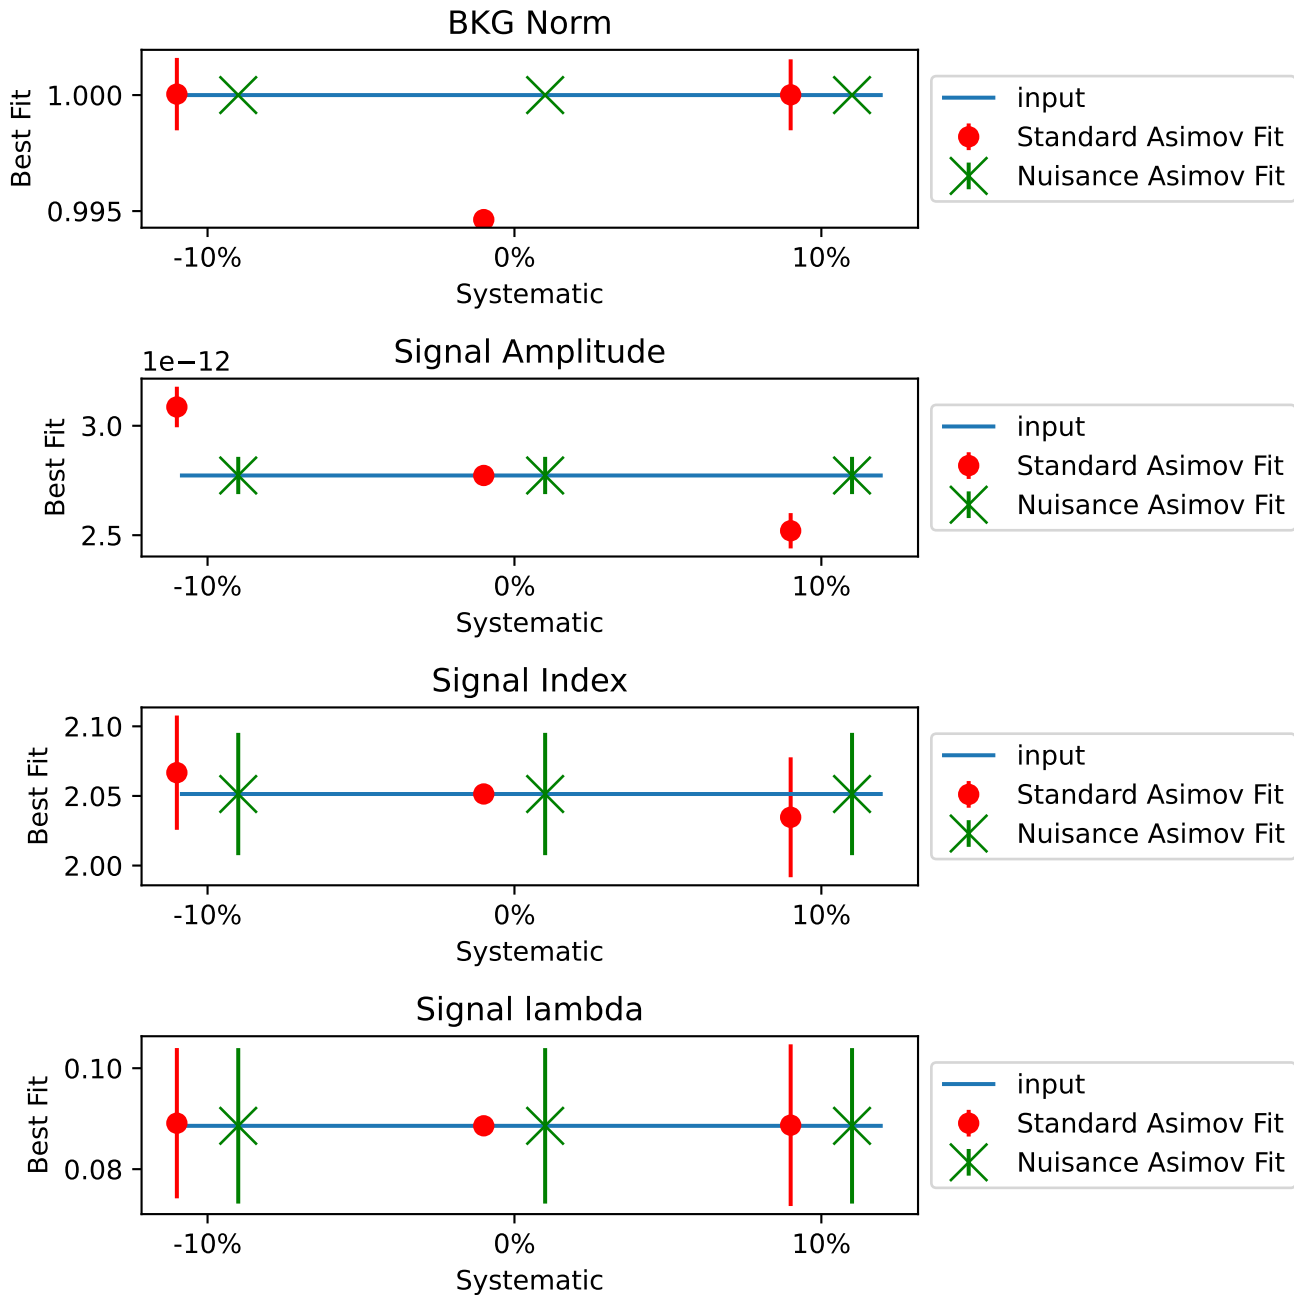 BKG Norm
1.000
0.995
Best Fit
-10% 0% 10%
Systematic
input
Standard Asimov Fit
Nuisance Asimov Fit
Signal Amplitude
1e−12
3.0
2.5
Best Fit
-10% 0% 10%
Systematic
input
Standard Asimov Fit
Nuisance Asimov Fit
Signal Index
2.10
2.05
2.00
Best Fit
-10% 0% 10%
Systematic
input
Standard Asimov Fit
Nuisance Asimov Fit
Signal lambda
0.10
0.08
Best Fit
-10% 0% 10%
Systematic
input
Standard Asimov Fit
Nuisance Asimov Fit